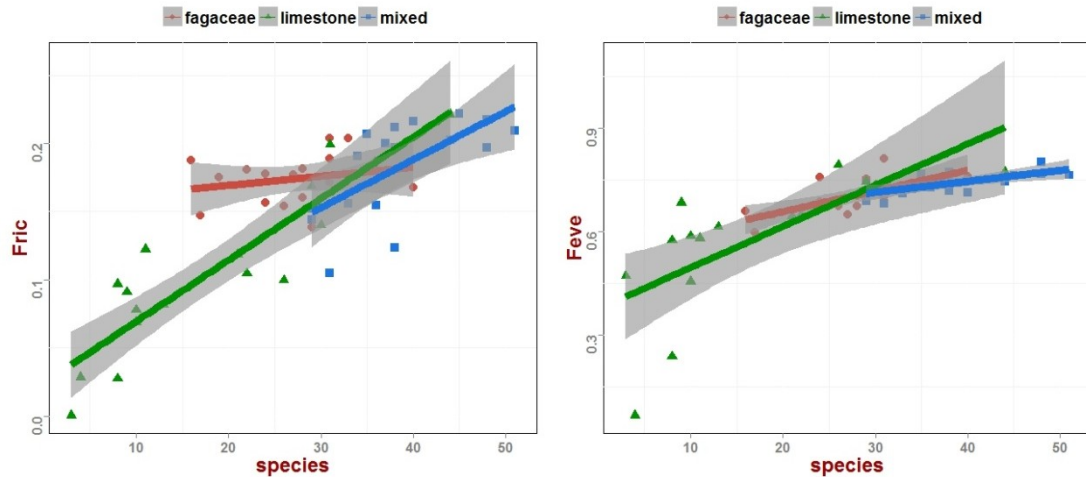 fagaceae limestone mixed
Fric
0.2
0.1
0.0
10 20 30 40 50
species
fagaceae limestone mixed
Feve
0.9
0.6
0.3
10 20 30 40 50
species